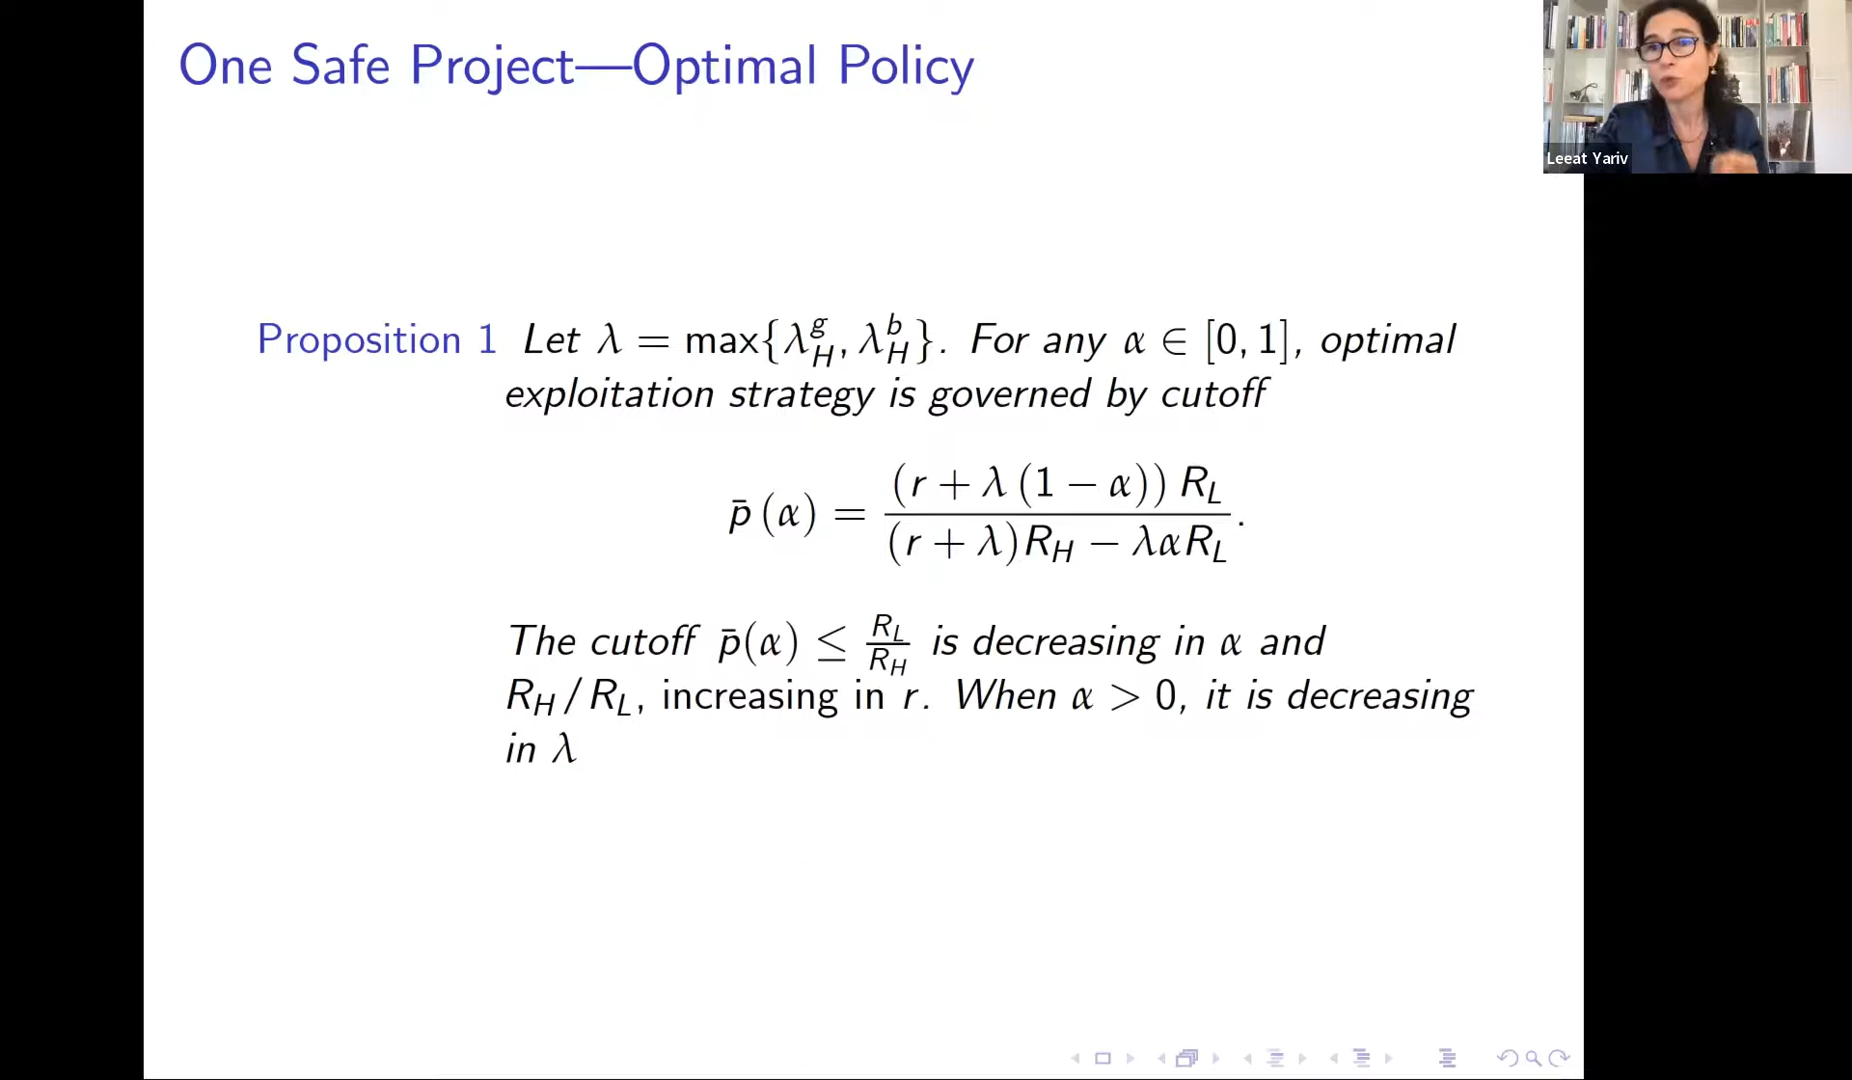 One Safe Project—Optimal Policy
Leeat Yariv
Proposition 1 Let λ = max{λ_H^g, λ_H^b}. For any α ∈ [0, 1], optimal
exploitation strategy is governed by cutoff
p̄ (α) = (r + λ (1 − α)) R_L / (r + λ)R_H − λαR_L .
The cutoff p̄(α) ≤ R_L/R_H is decreasing in α and
R_H/R_L, increasing in r. When α > 0, it is decreasing
in λ